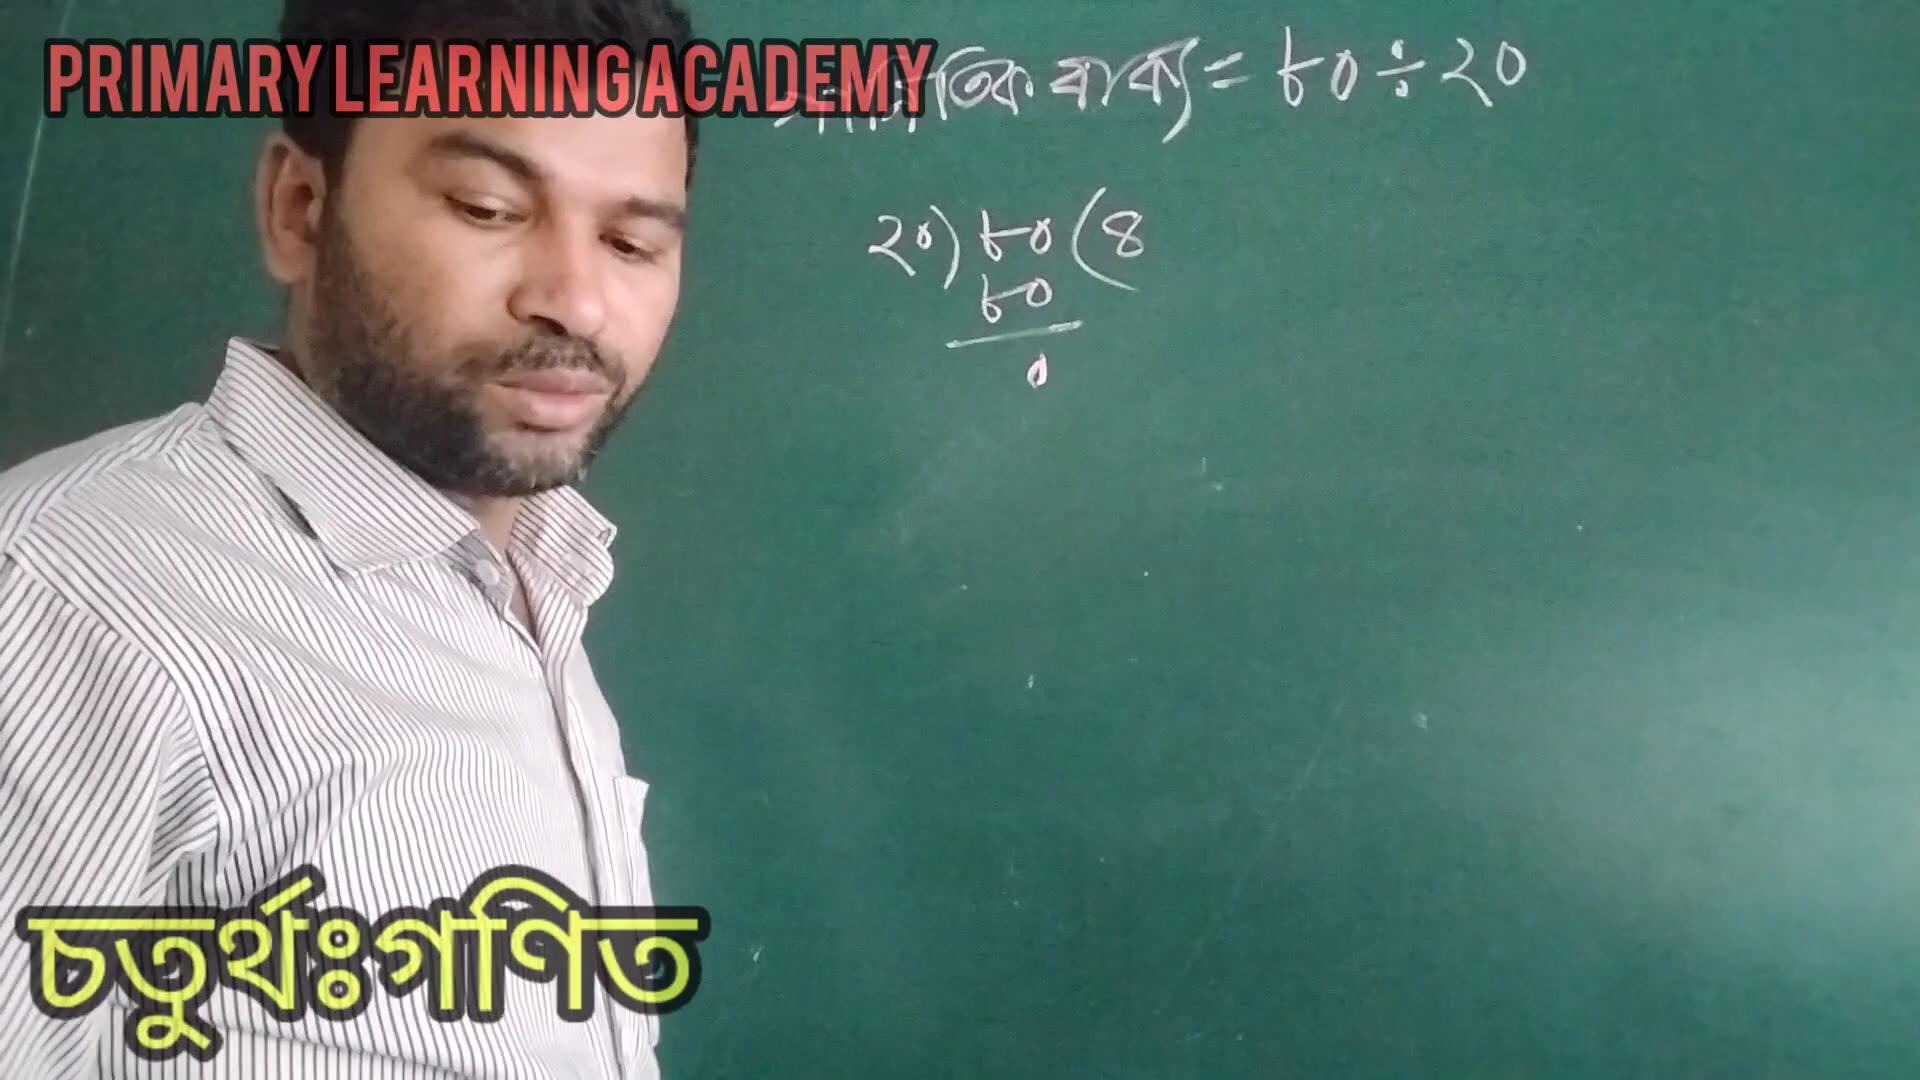 PRIMARY LEARNING ACADEMY
বাক্য = ৮০ ÷ ২০
২০) ৮০ (৪
৮০
০
চতুর্থঃগণিত